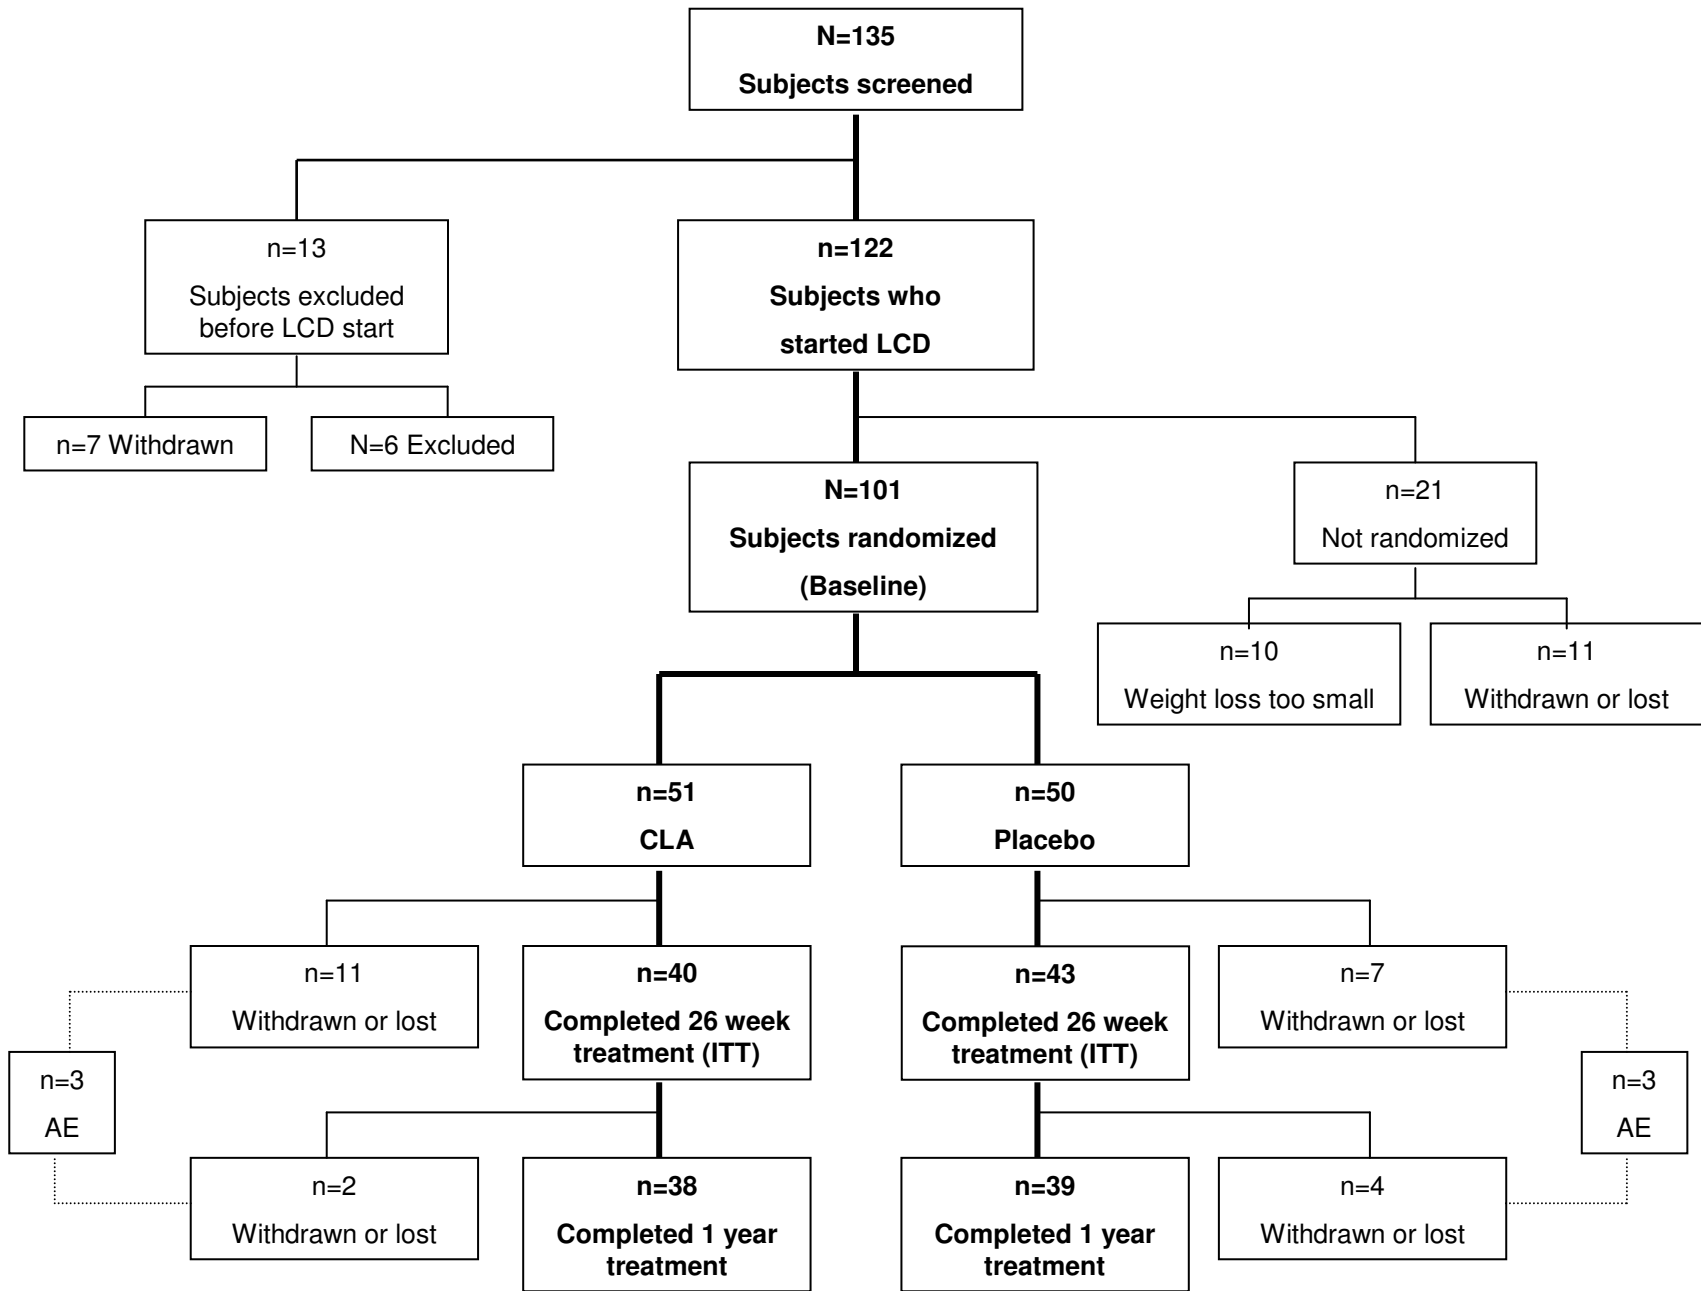 N=135
Subjects screened
n=13
Subjects excluded
before LCD start
n=122
Subjects who
started LCD
n=7 Withdrawn
N=6 Excluded
N=101
Subjects randomized
(Baseline)
n=21
Not randomized
n=10
Weight loss too small
n=11
Withdrawn or lost
n=51
CLA
n=50
Placebo
n=11
Withdrawn or lost
n=40
Completed 26 week
treatment (ITT)
n=43
Completed 26 week
treatment (ITT)
n=7
Withdrawn or lost
n=3
AE
n=3
AE
n=2
Withdrawn or lost
n=38
Completed 1 year
treatment
n=39
Completed 1 year
treatment
n=4
Withdrawn or lost